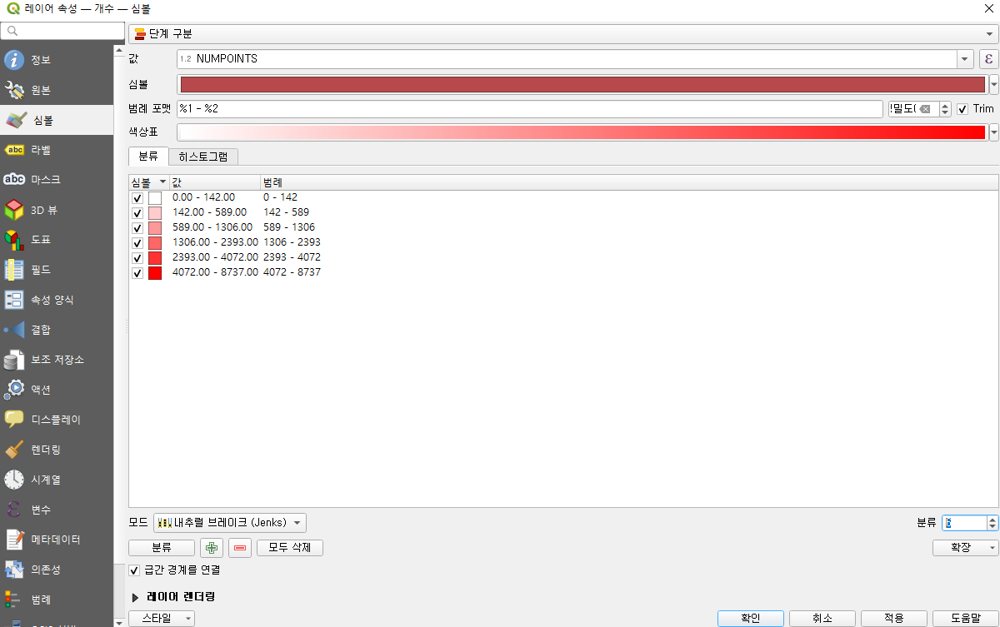 레이어 속성 — 개수 — 심볼
정보
원본
심볼
라벨
마스크
3D 뷰
도표
필드
속성 양식
결합
보조 저장소
액션
디스플레이
렌더링
시계열
변수
메타데이터
의존성
범례
단계 구분
값 1.2 NUMPOINTS ε
심볼
범례 포맷 %1 - %2 Trim
색상표
분류 히스토그램
심볼 값 범례
0.00 - 142.00 0 - 142
142.00 - 589.00 142 - 589
589.00 - 1306.00 589 - 1306
1306.00 - 2393.00 1306 - 2393
2393.00 - 4072.00 2393 - 4072
4072.00 - 8737.00 4072 - 8737
모드 내추럴 브레이크 (Jenks) 분류
분류 모두 삭제 확장
급간 경계를 연결
레이어 렌더링
스타일 확인 취소 적용 도움말